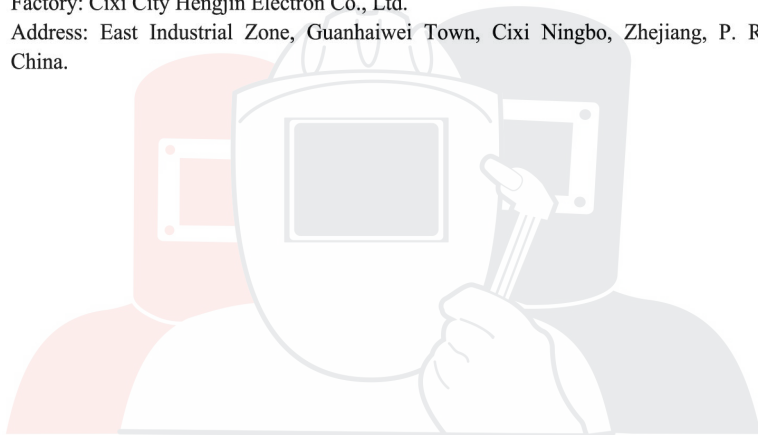 Factory: Cixi City Hengjin Electron Co., Ltd.
Address: East Industrial Zone, Guanhaiwei Town, Cixi Ningbo, Zhejiang, P. R
China.